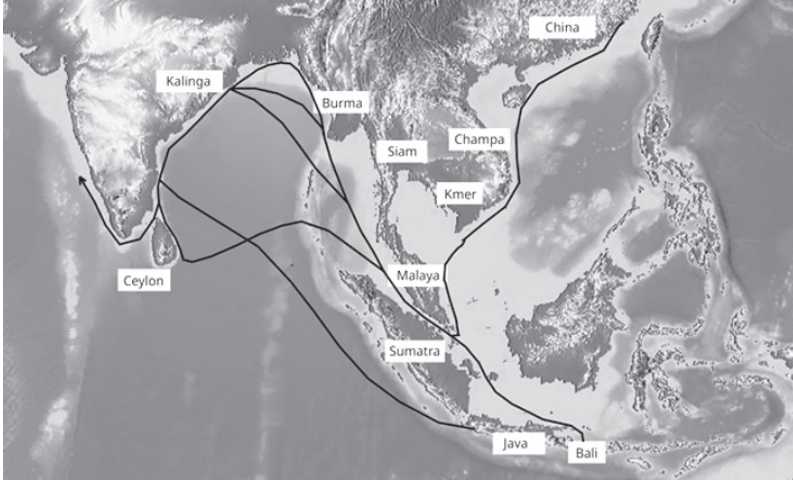 China
Kalinga
Burma
Champa
Siam
Kmer
Malaya
Ceylon
Sumatra
Java
Bali